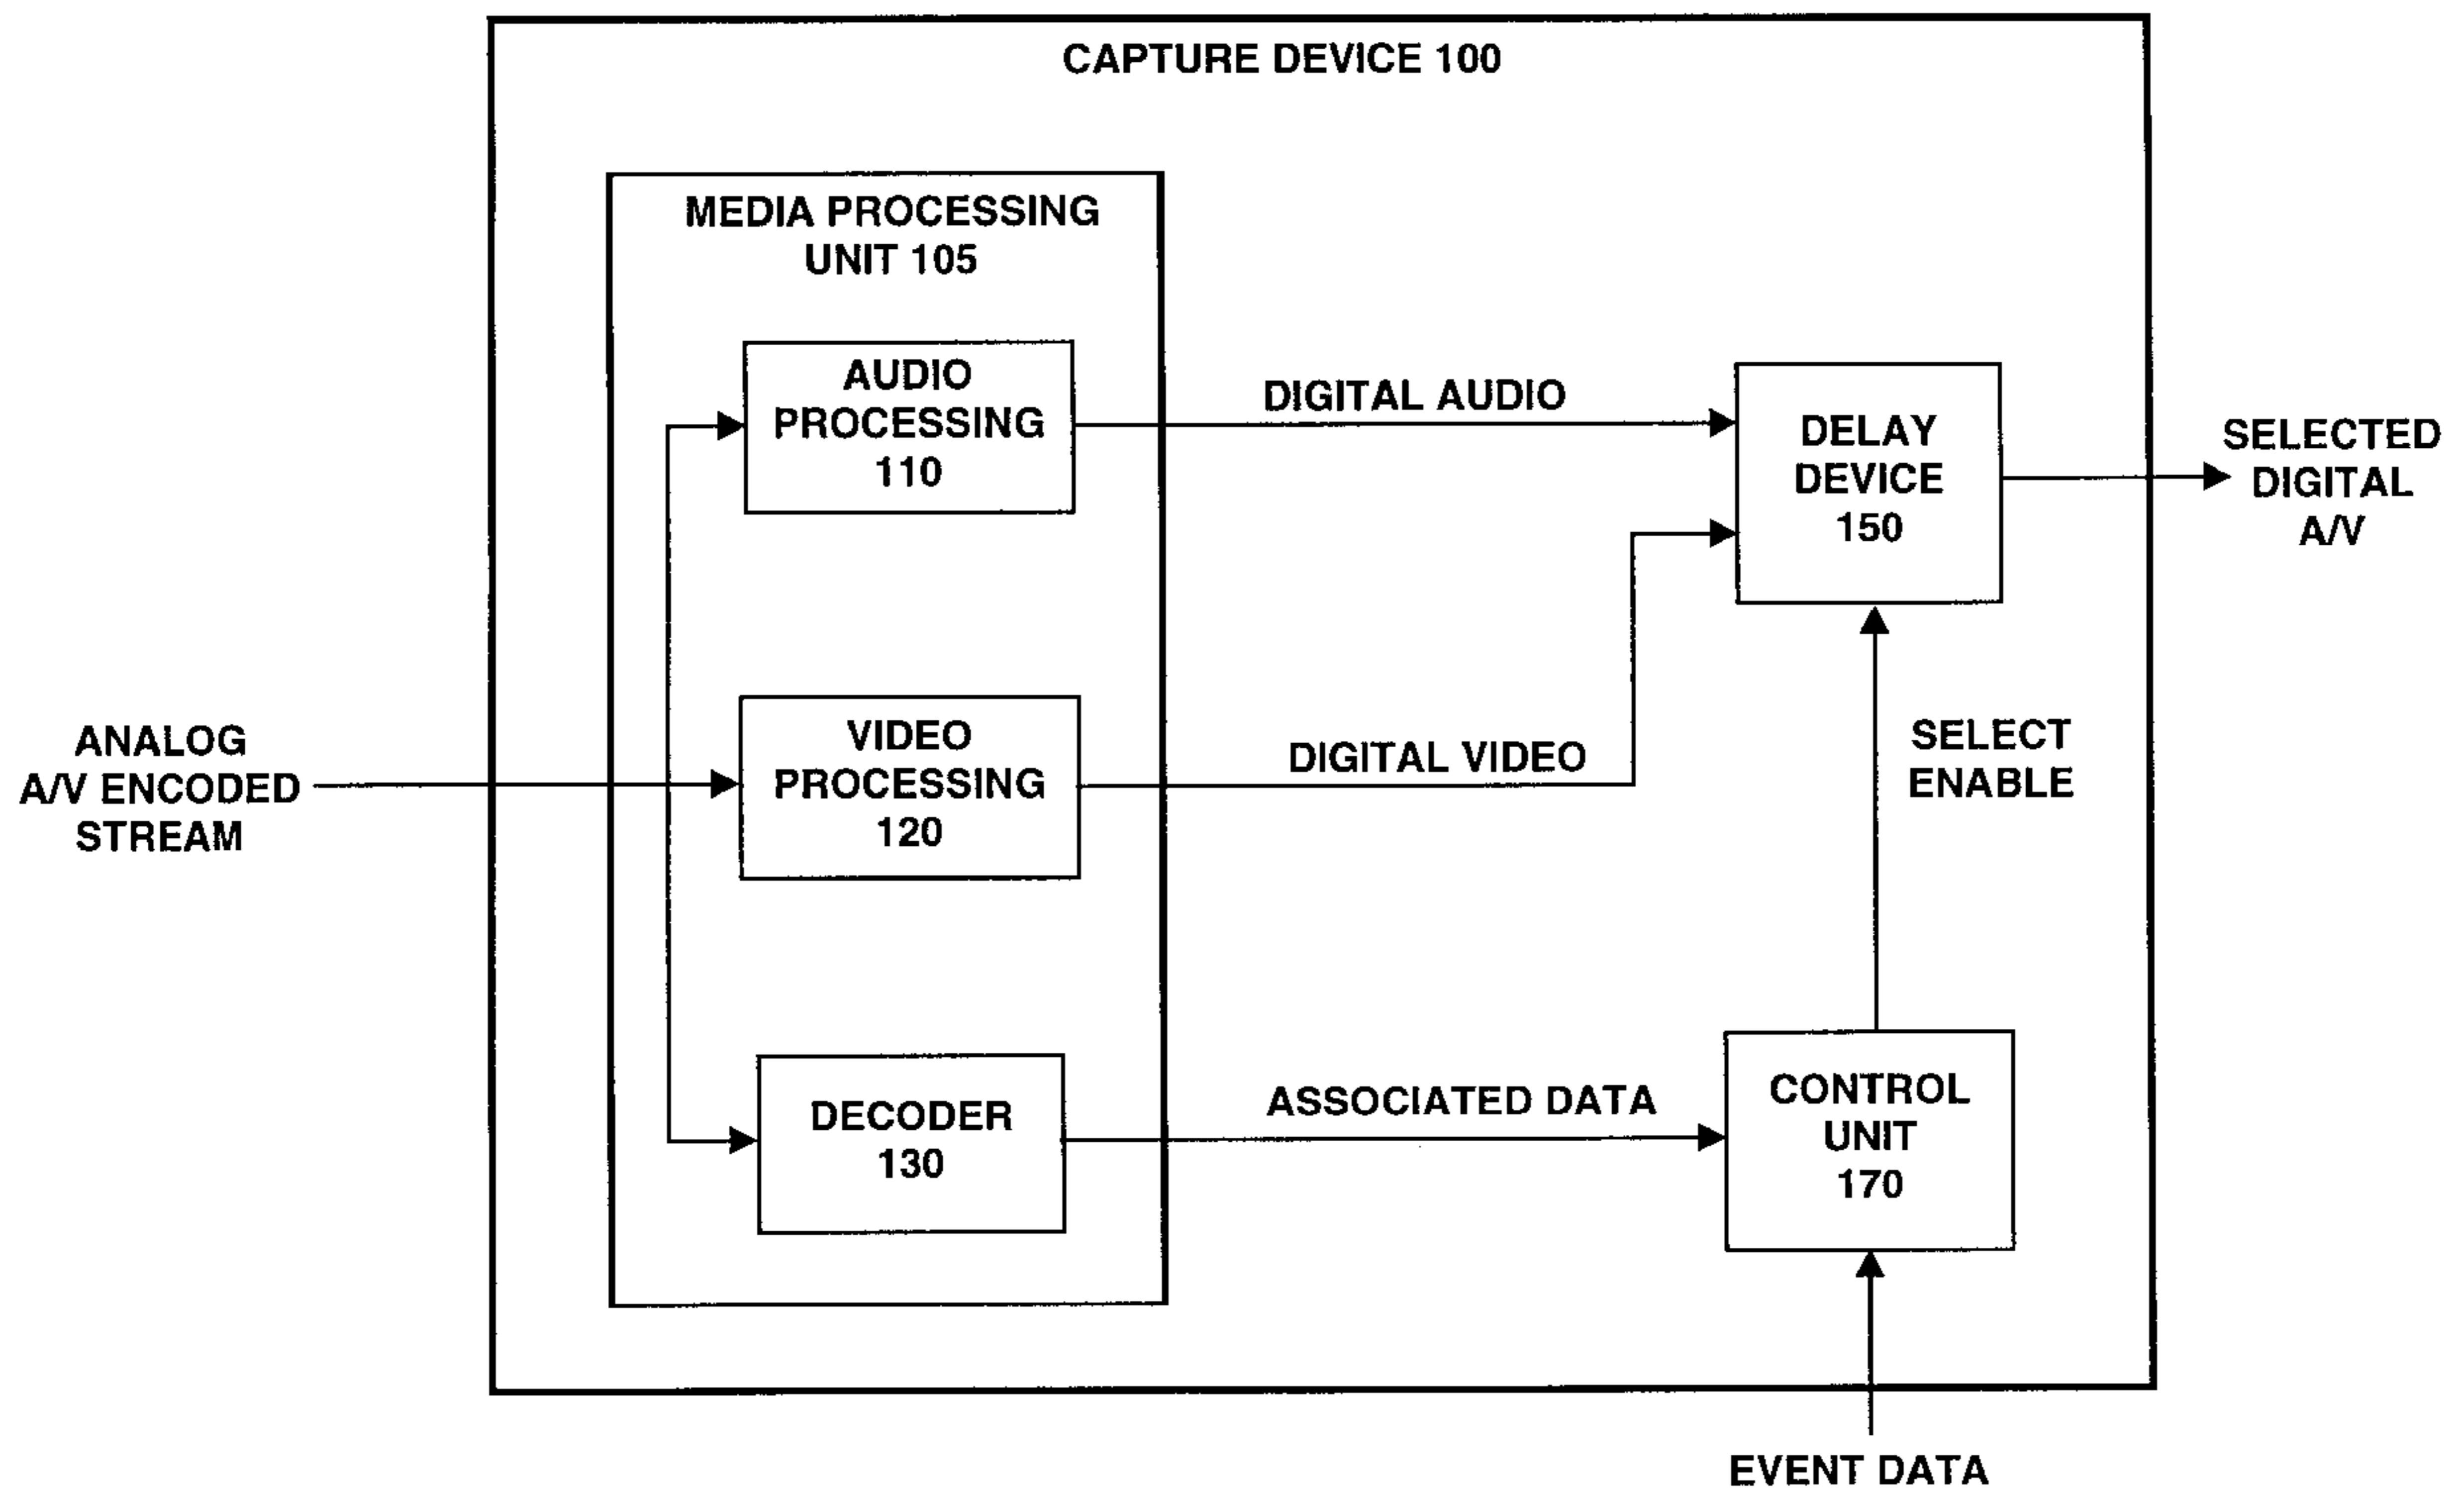 CAPTURE DEVICE 100
MEDIA PROCESSING
UNIT 105
AUDIO
PROCESSING
110
DIGITAL AUDIO
DELAY
DEVICE
150
SELECTED
DIGITAL
A/V
ANALOG
A/V ENCODED
STREAM
VIDEO
PROCESSING
120
DIGITAL VIDEO
SELECT
ENABLE
DECODER
130
ASSOCIATED DATA
CONTROL
UNIT
170
EVENT DATA